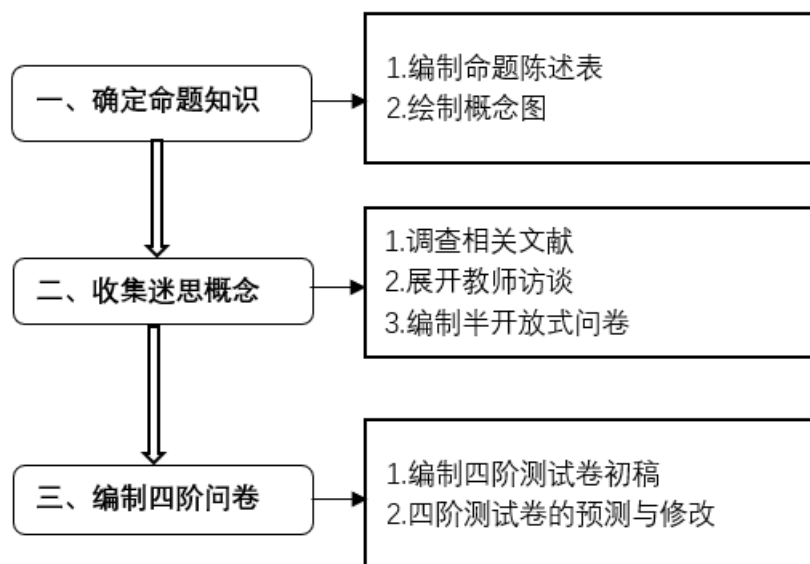 一、确定命题知识
1.编制命题陈述表
2.绘制概念图
二、收集迷思概念
1.调查相关文献
2.展开教师访谈
3.编制半开放式问卷
三、编制四阶问卷
1.编制四阶测试卷初稿
2.四阶测试卷的预测与修改